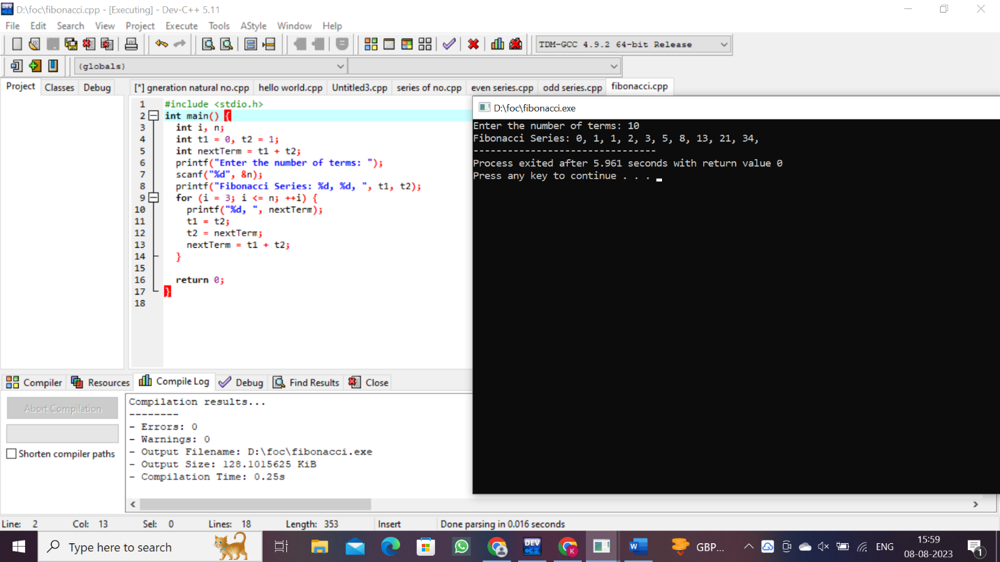 D:\foc\fibonacci.cpp - [Executing] - Dev-C++ 5.11
File Edit Search View Project Execute Tools AStyle Window Help
TDM-GCC 4.9.2 64-bit Release
(globals)
Project Classes Debug
[*] gneration natural no.cpp hello world.cpp Untitled3.cpp series of no.cpp even series.cpp odd series.cpp fibonacci.cpp
1 #include <stdio.h>
2 int main() {
3 int i, n;
4 int t1 = 0, t2 = 1;
5 int nextTerm = t1 + t2;
6 printf("Enter the number of terms: ");
7 scanf("%d", &n);
8 printf("Fibonacci Series: %d, %d, ", t1, t2);
9 for (i = 3; i <= n; ++i) {
10 printf("%d, ", nextTerm);
11 t1 = t2;
12 t2 = nextTerm;
13 nextTerm = t1 + t2;
14 }
15
16 return 0;
17 }
18
D:\foc\fibonacci.exe
Enter the number of terms: 10
Fibonacci Series: 0, 1, 1, 2, 3, 5, 8, 13, 21, 34,
--------------------------------
Process exited after 5.961 seconds with return value 0
Press any key to continue . . .
Compiler Resources Compile Log Debug Find Results Close
Abort Compilation
Shorten compiler paths
Compilation results...
--------
- Errors: 0
- Warnings: 0
- Output Filename: D:\foc\fibonacci.exe
- Output Size: 128.1015625 KiB
- Compilation Time: 0.25s
Line: 2 Col: 13 Sel: 0 Lines: 18 Length: 353 Insert Done parsing in 0.016 seconds
Type here to search
DEV C++
K
W
GBP...
ENG
15:59
08-08-2023
1